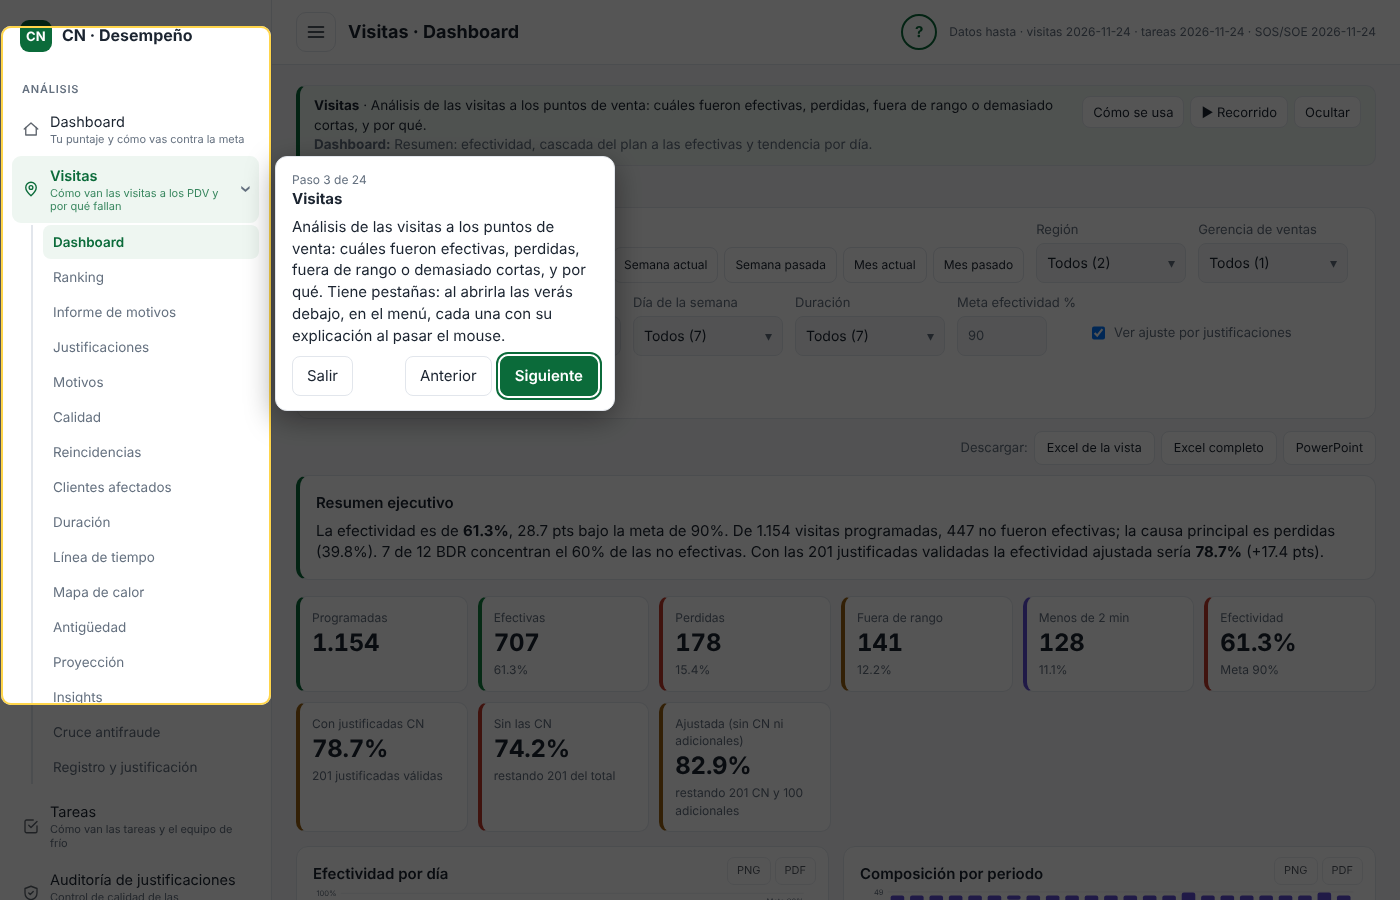 CN
CN · Desempeño
ANÁLISIS
Dashboard
Tu puntaje y cómo vas contra la meta
Visitas
Cómo van las visitas a los PDV y
por qué fallan
Dashboard
Ranking
Informe de motivos
Justificaciones
Motivos
Calidad
Reincidencias
Clientes afectados
Duración
Línea de tiempo
Mapa de calor
Antigüedad
Proyección
Insights
Cruce antifraude
Registro y justificación
Tareas
Cómo van las tareas y el equipo de
frío
Auditoría de justificaciones
Control de calidad de las
Visitas · Dashboard
?
Datos hasta · visitas 2026-11-24 · tareas 2026-11-24 · SOS/SOE 2026-11-24
Visitas · Análisis de las visitas a los puntos de venta: cuáles fueron efectivas, perdidas, fuera de rango o demasiado
cortas, y por qué.
Dashboard: Resumen: efectividad, cascada del plan a las efectivas y tendencia por día.
Cómo se usa
▶ Recorrido
Ocultar
Paso 3 de 24
Visitas
Análisis de las visitas a los puntos de
venta: cuáles fueron efectivas, perdidas,
fuera de rango o demasiado cortas, y por
qué. Tiene pestañas: al abrirla las verás
debajo, en el menú, cada una con su
explicación al pasar el mouse.
Salir
Anterior
Siguiente
Semana actual
Semana pasada
Mes actual
Mes pasado
Región
Todos (2)
Gerencia de ventas
Todos (1)
Día de la semana
Todos (7)
Duración
Todos (7)
Meta efectividad %
90
Ver ajuste por justificaciones
Descargar:
Excel de la vista
Excel completo
PowerPoint
Resumen ejecutivo
La efectividad es de 61.3%, 28.7 pts bajo la meta de 90%. De 1.154 visitas programadas, 447 no fueron efectivas; la causa principal es perdidas
(39.8%). 7 de 12 BDR concentran el 60% de las no efectivas. Con las 201 justificadas validadas la efectividad ajustada sería 78.7% (+17.4 pts).
Programadas
1.154
Efectivas
707
61.3%
Perdidas
178
15.4%
Fuera de rango
141
12.2%
Menos de 2 min
128
11.1%
Efectividad
61.3%
Meta 90%
Con justificadas CN
78.7%
201 justificadas válidas
Sin las CN
74.2%
restando 201 del total
Ajustada (sin CN ni
adicionales)
82.9%
restando 201 CN y 100
adicionales
Efectividad por día
PNG
PDF
100%
Composición por periodo
PNG
PDF
49